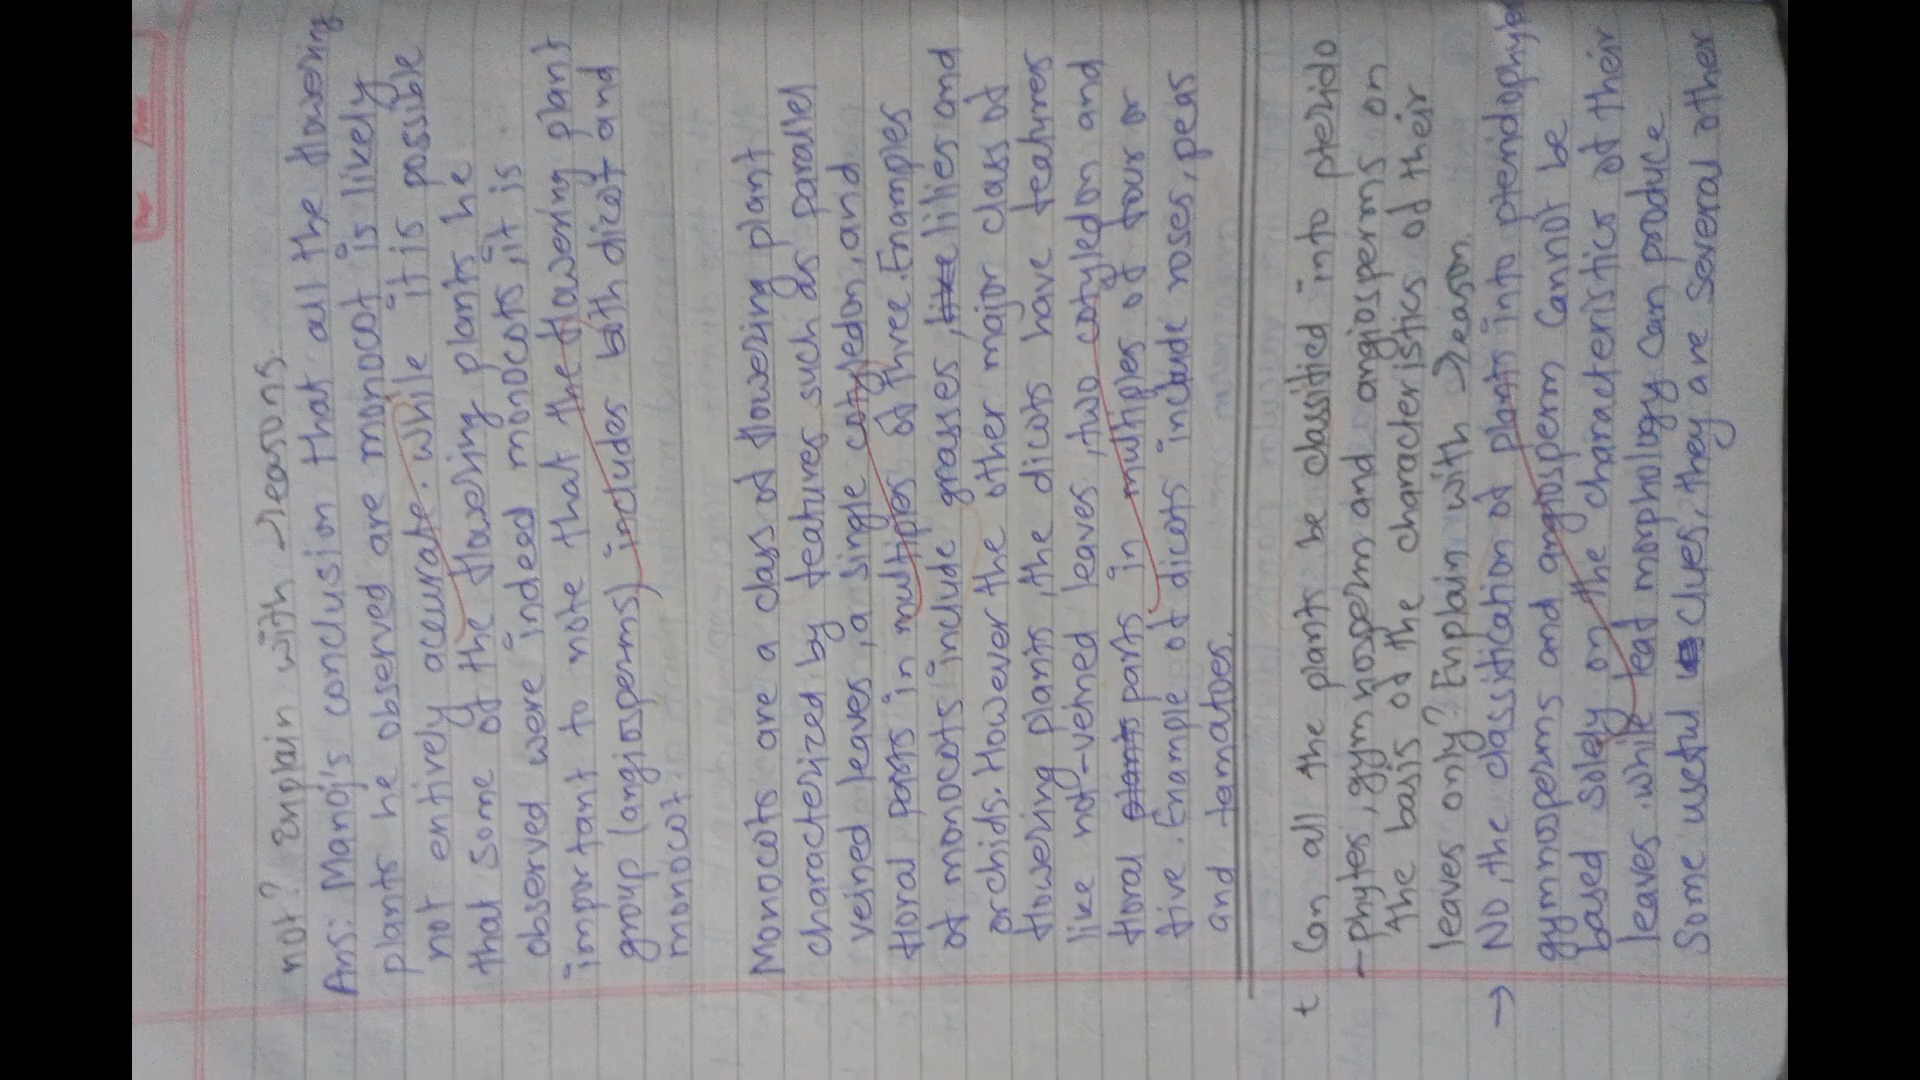 Page: Date:
not? Explain with reasons.
Ans: Manoj's conclusion that all the flowering
plants he observed are monocot is likely
not entively accurate. while it is possible
that some of the flowering plants he
observed were indeed monocots, it is
important to note that the flowering plant
group (angiosperms) includes both dicot and
monocot.
Monocots are a class of flowering plant
characterized by features such as parallel
veined leaves, a single cotyledon, and
floral parts in multiples of three. Examples
of monocots include grasses, like lilies and
orchids. However the other major class of
flowering plants, the dicots have features
like not-veined leaves, two cotyledon and
floral parts in multiples of four or
five. Example of dicots include roses, peas
and tomatoes.
Can all the plants be classified into pterido
-phytes, gymnosperm and angiosperms on
the basis of the characteristics of their
leaves only? Explain with reason.
→ No, the classification of plants into
gymnosperms and angiosperm cannot be
based solely on the characteristics of their
leaves. while lead morphology can produce
Some useful clues, they are several other